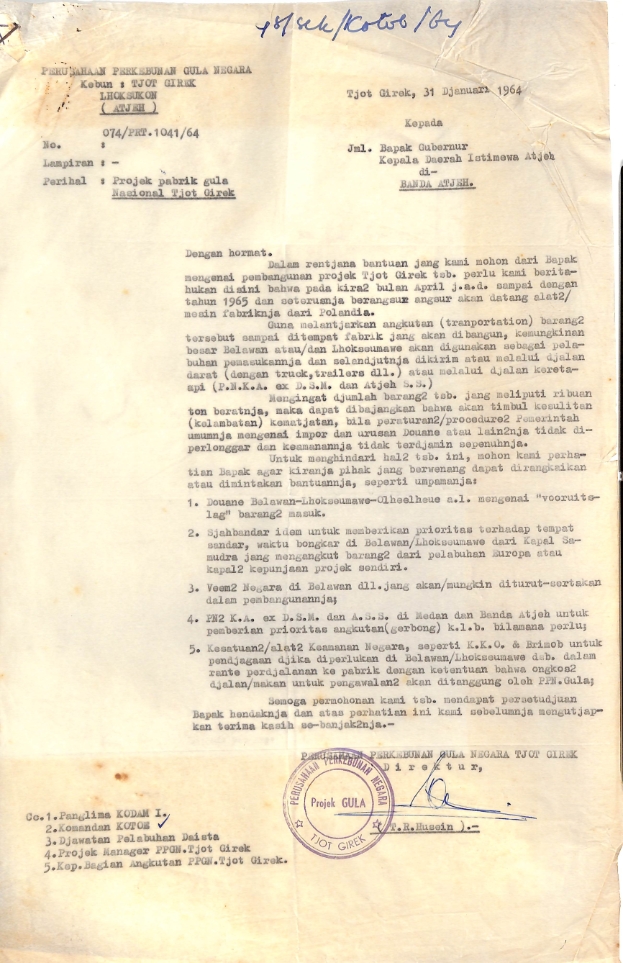 PERUSAHAAN PERKEBUNAN GULA NEGARA
Kebun : TJOT GIREK
LHOKSUKON
( ATJEH )
No. : 074/PRT.1041/64
Lampiran : -
Perihal : Projek pabrik gula
Nasional Tjot Girek
Tjot Girek, 31 Djanuari 1964
Kepada
Jml. Bapak Gubernur
Kepala Daerah Istimewa Atjeh
di-
BANDA ATJEH.
Dengan hormat.
Dalam rentjana bantuan jang kami mohon dari Bapak
mengenai pembangunan projek Tjot Girek tsb. perlu kami berita-
hukan disini bahwa pada kira2 bulan April j.a.d. sampai dengan
tahun 1965 dan seterusnja berangsur angsur akan datang alat2/
mesin fabriknja dari Polandia.
Guna melantjarkan angkutan (tranportation) barang2
tersebut sampai ditempat fabrik jang akan dibangun, kemungkinan
besar Belawan atau/dan Lhokseumawe akan digunakan sebagai pela-
buhan pemasukannja dan selandjutnja dikirim atau melalui djalan
darat (dengan truck,trailers dll.) atau melalui djalan kereta-
api (P.N.K.A. ex D.S.M. dan Atjeh S.S.)
Mengingat djumlah barang2 tsb. jang meliputi ribuan
ton beratnja, maka dapat dibajangkan bahwa akan timbul kesulitan
(kelambatan) kematjatan, bila peraturan2/procedure2 Pemerintah
umumnja mengenai impor dan urusan Douane atau lain2nja tidak di-
perlonggar dan keamanannja tidak terdjamin sepenuhnja.
Untuk menghindari hal2 tsb. ini, mohon kami perha-
tian Bapak agar kiranja pihak jang berwenang dapat dirangkaikan
atau dimintakan bantuannja, seperti umpamanja:
1. Douane Belawan-Lhokseumawe-Olheelheue a.l. mengenai "vooruits-
lag" barang2 masuk.
2. Sjahbandar idem untuk memberikan prioritas terhadap tempat
sandar, waktu bongkar di Belawan/Lhokseumawe dari Kapal Sa-
mudra jang mengangkut barang2 dari pelabuhan Europa atau
kapal2 kepunjaan projek sendiri.
3. Veem2 Negara di Belawan dll.jang akan/mungkin diturut-sertakan
dalam pembangunannja;
4. PN2 K.A. ex D.S.M. dan A.S.S. di Medan dan Banda Atjeh untuk
pemberian prioritas angkutan(gerbong) k.l.b. bilamana perlu;
5. Kesatuan2/alat2 Keamanan Negara, seperti K.K.O. & Brimob untuk
pendjagaan djika diperlukan di Belawan/Lhokseumawe dsb. dalam
rante perdjalanan ke pabrik dengan ketentuan bahwa ongkos2
djalan/makan untuk pengawalan2 akan ditanggung oleh PPN.Gula;
Semoga permohonan kami tsb. mendapat persetudjuan
Bapak hendaknja dan atas perhatian ini kami sebelumnja mengutjap-
kan terima kasih se-banjak2nja.-
PERUSAHAAN PERKEBUNAN GULA NEGARA TJOT GIREK
Direktur,
PERUSAHAAN PERKEBUNAN NEGARA
Projek GULA
TJOT GIREK
( T.R.Husein ).-
Cc.1.Panglima KODAM I.
2.Komandan KOTOE
3.Djawatan Pelabuhan Daista
4.Projek Manager PPGN.Tjot Girek
5.Kep.Bagian Angkutan PPGN.Tjot Girek.